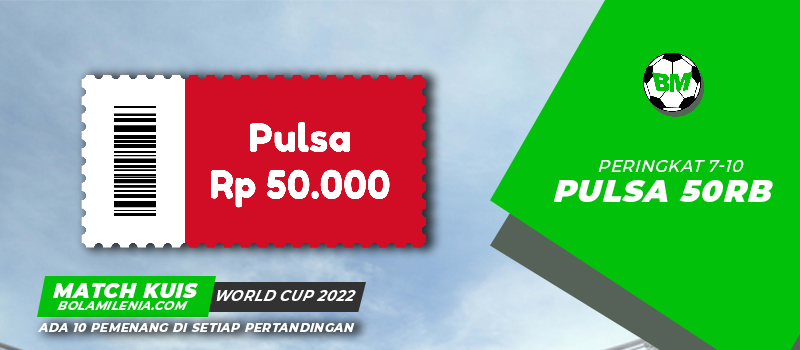 Pulsa
Rp 50.000
BM
PERINGKAT 7-10
PULSA 50RB
MATCH KUIS
BOLAMILENIA.COM
WORLD CUP 2022
ADA 10 PEMENANG DI SETIAP PERTANDINGAN